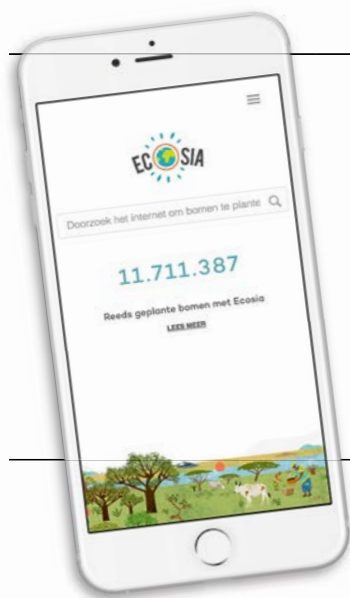 ECOSIA
Doorzoek het internet om bomen te plante
11.711.387
Reeds geplante bomen met Ecosia
LEES MEER